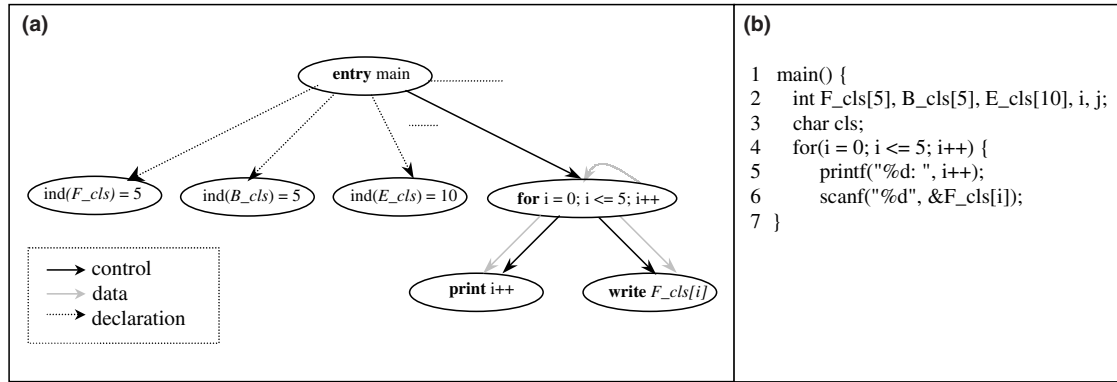 (a)
entry main
ind(F_cls) = 5
ind(B_cls) = 5
ind(E_cls) = 10
for i = 0; i <= 5; i++
print i++
write F_cls[i]
control
data
declaration
(b)
1 main() {
2 int F_cls[5], B_cls[5], E_cls[10], i, j;
3 char cls;
4 for(i = 0; i <= 5; i++) {
5 printf("%d: ", i++);
6 scanf("%d", &F_cls[i]);
7 }